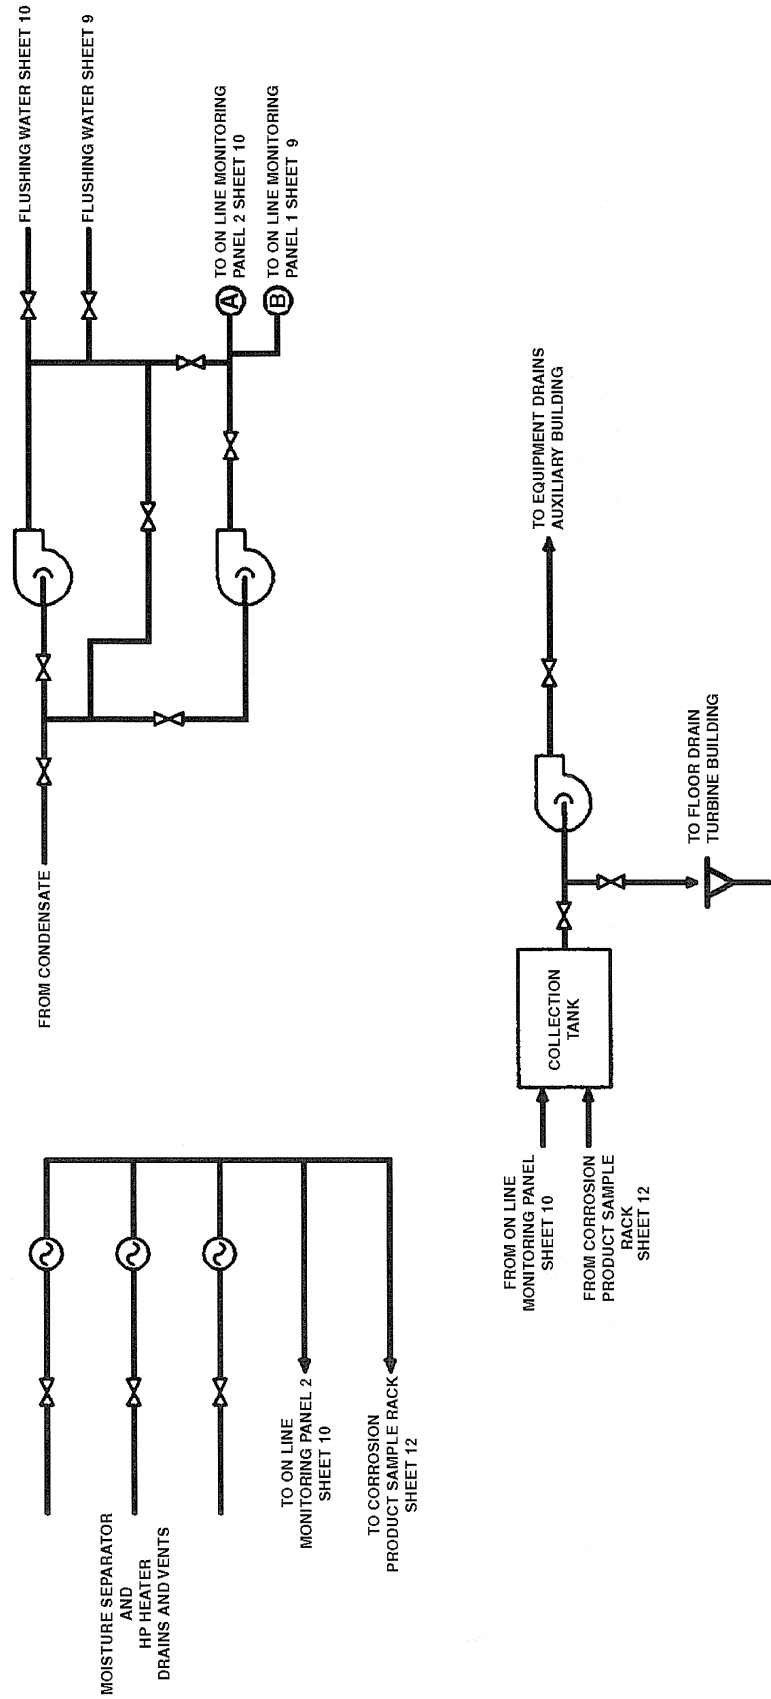 FLUSHING WATER SHEET 10
FLUSHING WATER SHEET 9
TO ON LINE MONITORING
PANEL 2 SHEET 10
TO ON LINE MONITORING
PANEL 1 SHEET 9
A
B
FROM CONDENSATE
TO EQUIPMENT DRAINS
AUXILIARY BUILDING
TO FLOOR DRAIN
TURBINE BUILDING
COLLECTION
TANK
FROM ON LINE
MONITORING PANEL
SHEET 10
FROM CORROSION
PRODUCT SAMPLE
RACK
SHEET 12
MOISTURE SEPARATOR
AND
HP HEATER
DRAINS AND VENTS
TO ON LINE
MONITORING PANEL 2
SHEET 10
TO CORROSION
PRODUCT SAMPLE RACK
SHEET 12